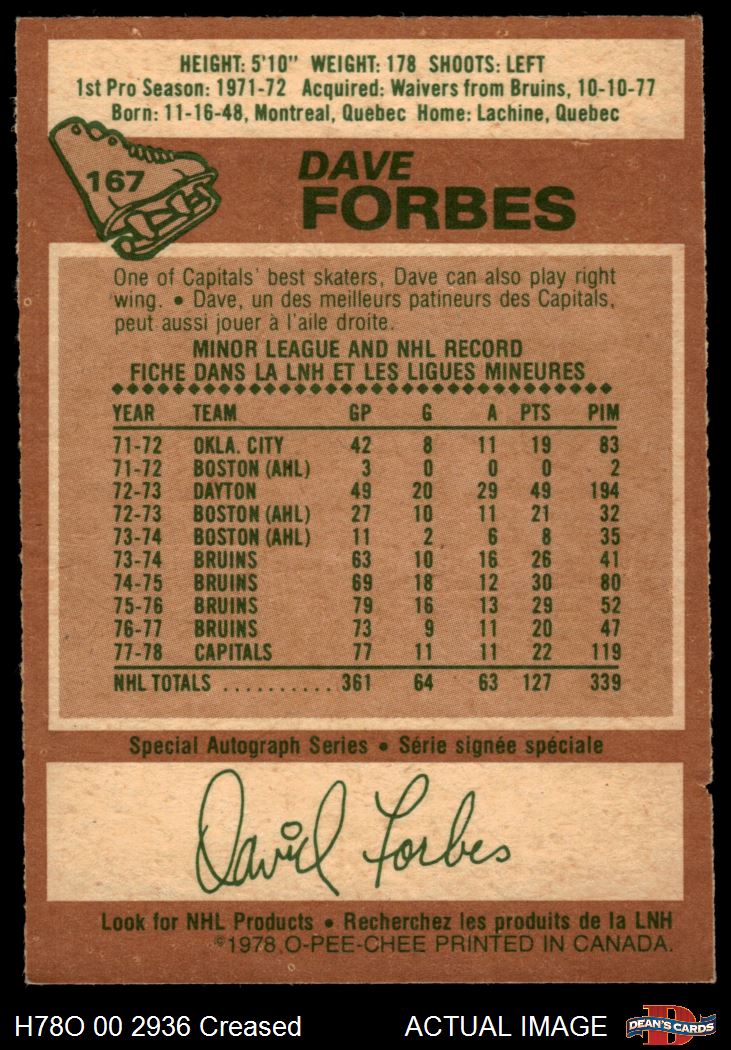 HEIGHT: 5'10" WEIGHT: 178 SHOOTS: LEFT
1st Pro Season: 1971-72 Acquired: Waivers from Bruins, 10-10-77
Born: 11-16-48, Montreal, Quebec Home: Lachine, Quebec
167
DAVE
FORBES
One of Capitals' best skaters, Dave can also play right
wing. • Dave, un des meilleurs patineurs des Capitals,
peut aussi jouer à l'aile droite.
MINOR LEAGUE AND NHL RECORD
FICHE DANS LA LNH ET LES LIGUES MINEURES
YEAR TEAM GP G A PTS PIM
71-72 OKLA. CITY 42 8 11 19 83
71-72 BOSTON (AHL) 3 0 0 0 2
72-73 DAYTON 49 20 29 49 194
72-73 BOSTON (AHL) 27 10 11 21 32
73-74 BOSTON (AHL) 11 2 6 8 35
73-74 BRUINS 63 10 16 26 41
74-75 BRUINS 69 18 12 30 80
75-76 BRUINS 79 16 13 29 52
76-77 BRUINS 73 9 11 20 47
77-78 CAPITALS 77 11 11 22 119
NHL TOTALS .......... 361 64 63 127 339
Special Autograph Series • Série signée spéciale
David Forbes
Look for NHL Products • Recherchez les produits de la LNH
©1978 O-PEE-CHEE PRINTED IN CANADA.
H78O 00 2936 Creased ACTUAL IMAGE DEAN'S CARDS